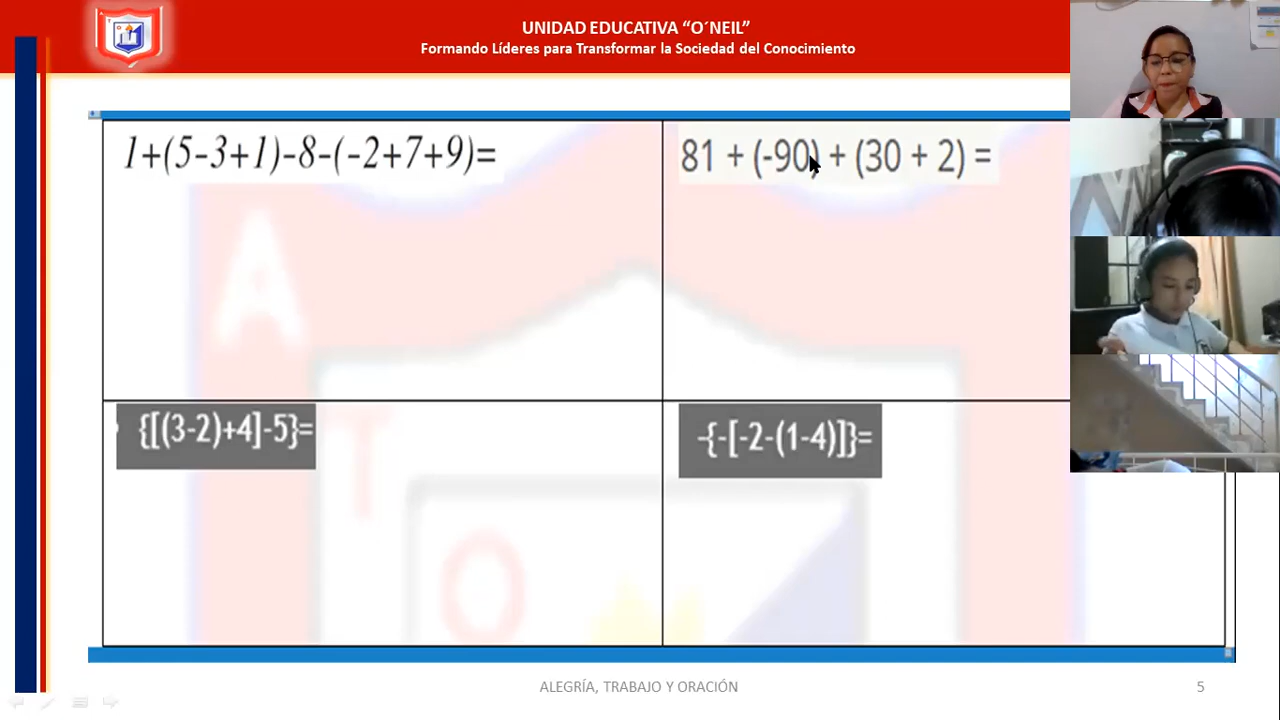 UNIDAD EDUCATIVA “O´NEIL”
Formando Líderes para Transformar la Sociedad del Conocimiento
1+(5-3+1)-8-(-2+7+9)=
81 + (-90) + (30 + 2) =
{[(3-2)+4]-5}=
-{-[-2-(1-4)]}=
A
T
O
ALEGRÍA, TRABAJO Y ORACIÓN
5